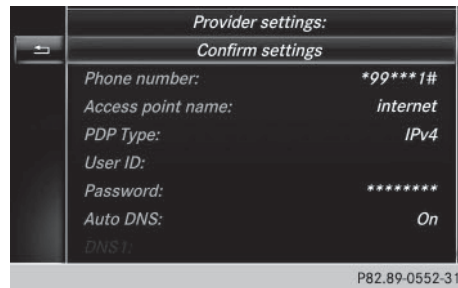 Provider settings:
Confirm settings
Phone number: *99***1#
Access point name: internet
PDP Type: IPv4
User ID:
Password: ********
Auto DNS: On
DNS1:
P82.89-0552-31